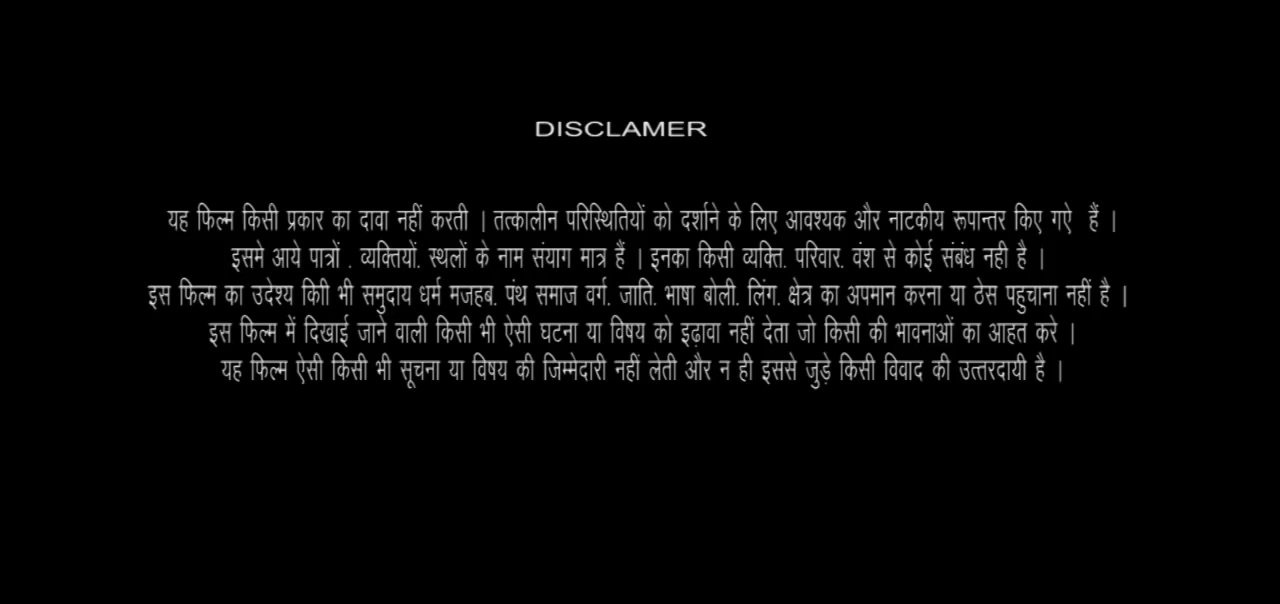 DISCLAMER
यह फिल्म किसी प्रकार का दावा नहीं करती । तत्कालीन परिस्थितियों को दर्शाने के लिए आवश्यक और नाटकीय रूपान्तर किए गऐ हैं ।
इसमे आये पात्रों . व्यक्तियों. स्थलों के नाम संयाग मात्र हैं । इनका किसी व्यक्ति. परिवार. वंश से कोई संबंध नही है ।
इस फिल्म का उदेश्य किाी भी समुदाय धर्म मजहब. पंथ समाज वर्ग. जाति. भाषा बोली. लिंग. क्षेत्र का अपमान करना या ठेस पहुचाना नहीं है ।
इस फिल्म में दिखाई जाने वाली किसी भी ऐसी घटना या विषय को इढ़ावा नहीं देता जो किसी की भावनाओं का आहत करे ।
यह फिल्म ऐसी किसी भी सूचना या विषय की जिम्मेदारी नहीं लेती और न ही इससे जुड़े किसी विवाद की उत्तरदायी है ।